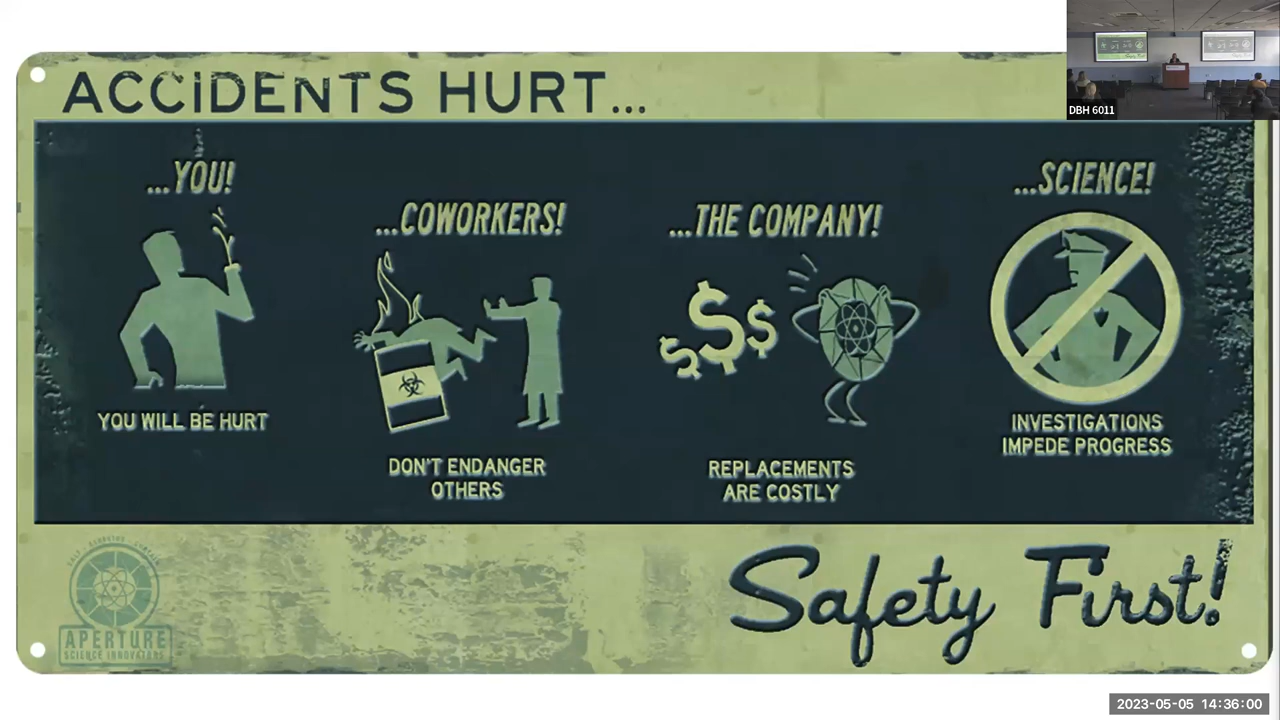 ACCIDENTS HURT...
...YOU!
YOU WILL BE HURT
...COWORKERS!
DON'T ENDANGER
OTHERS
...THE COMPANY!
$$$
REPLACEMENTS
ARE COSTLY
...SCIENCE!
INVESTIGATIONS
IMPEDE PROGRESS
Safety First!
APERTURE
SCIENCE INNOVATORS
DBH 6011
2023-05-05 14:36:00